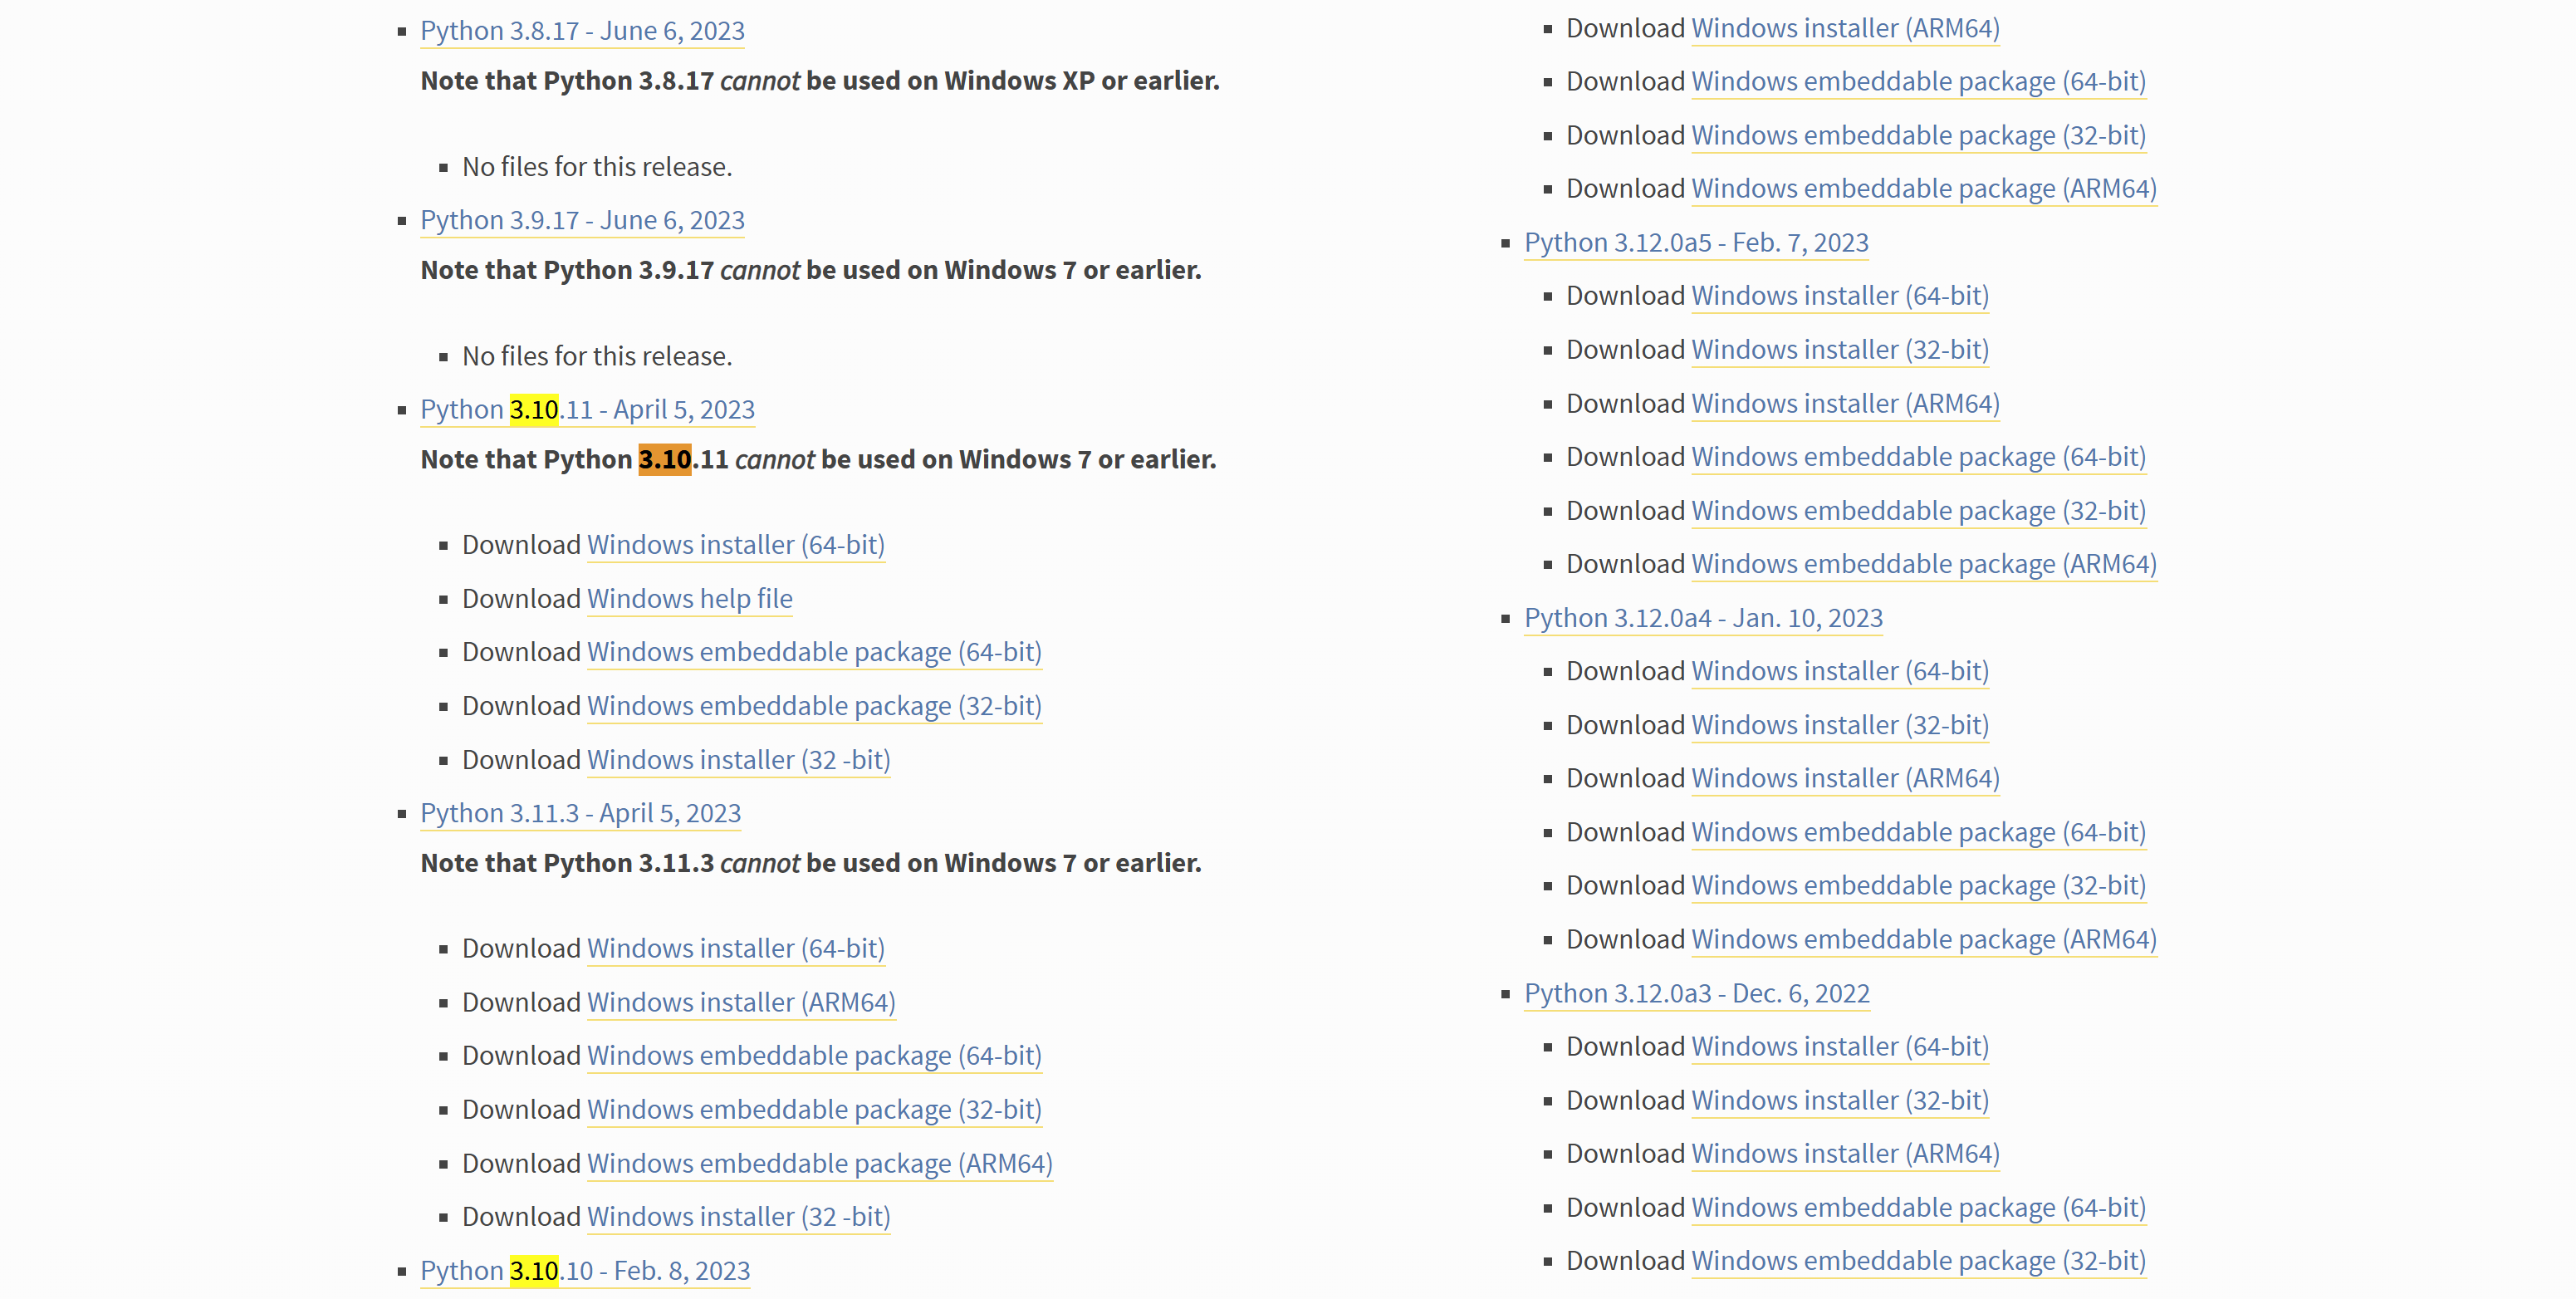 Python 3.8.17 - June 6, 2023
Note that Python 3.8.17 cannot be used on Windows XP or earlier.
No files for this release.
Python 3.9.17 - June 6, 2023
Note that Python 3.9.17 cannot be used on Windows 7 or earlier.
No files for this release.
Python 3.10.11 - April 5, 2023
Note that Python 3.10.11 cannot be used on Windows 7 or earlier.
Download Windows installer (64-bit)
Download Windows help file
Download Windows embeddable package (64-bit)
Download Windows embeddable package (32-bit)
Download Windows installer (32 -bit)
Python 3.11.3 - April 5, 2023
Note that Python 3.11.3 cannot be used on Windows 7 or earlier.
Download Windows installer (64-bit)
Download Windows installer (ARM64)
Download Windows embeddable package (64-bit)
Download Windows embeddable package (32-bit)
Download Windows embeddable package (ARM64)
Download Windows installer (32 -bit)
Python 3.10.10 - Feb. 8, 2023
Download Windows installer (ARM64)
Download Windows embeddable package (64-bit)
Download Windows embeddable package (32-bit)
Download Windows embeddable package (ARM64)
Python 3.12.0a5 - Feb. 7, 2023
Download Windows installer (64-bit)
Download Windows installer (32-bit)
Download Windows installer (ARM64)
Download Windows embeddable package (64-bit)
Download Windows embeddable package (32-bit)
Download Windows embeddable package (ARM64)
Python 3.12.0a4 - Jan. 10, 2023
Download Windows installer (64-bit)
Download Windows installer (32-bit)
Download Windows installer (ARM64)
Download Windows embeddable package (64-bit)
Download Windows embeddable package (32-bit)
Download Windows embeddable package (ARM64)
Python 3.12.0a3 - Dec. 6, 2022
Download Windows installer (64-bit)
Download Windows installer (32-bit)
Download Windows installer (ARM64)
Download Windows embeddable package (64-bit)
Download Windows embeddable package (32-bit)